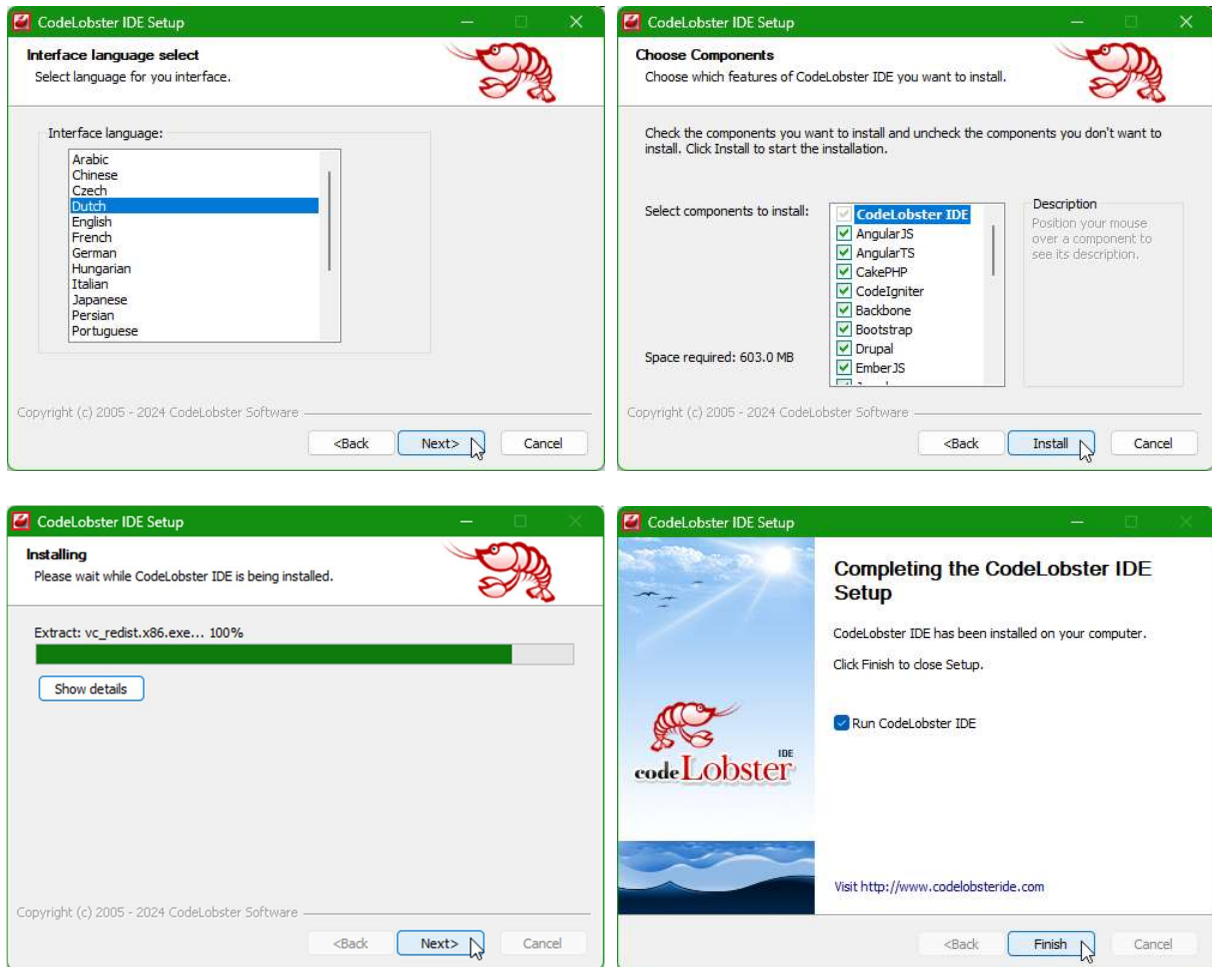 CodeLobster IDE Setup
Interface language select
Select language for you interface.
Interface language:
Arabic
Chinese
Czech
Dutch
English
French
German
Hungarian
Italian
Japanese
Persian
Portuguese
Copyright (c) 2005 - 2024 CodeLobster Software
<Back Next> Cancel
CodeLobster IDE Setup
Choose Components
Choose which features of CodeLobster IDE you want to install.
Check the components you want to install and uncheck the components you don't want to
install. Click Install to start the installation.
Select components to install:
CodeLobster IDE
AngularJS
AngularTS
CakePHP
CodeIgniter
Backbone
Bootstrap
Drupal
EmberJS
Description
Position your mouse
over a component to
see its description.
Space required: 603.0 MB
Copyright (c) 2005 - 2024 CodeLobster Software
<Back Install Cancel
CodeLobster IDE Setup
Installing
Please wait while CodeLobster IDE is being installed.
Extract: vc_redist.x86.exe... 100%
Show details
Copyright (c) 2005 - 2024 CodeLobster Software
<Back Next> Cancel
CodeLobster IDE Setup
Completing the CodeLobster IDE
Setup
CodeLobster IDE has been installed on your computer.
Click Finish to close Setup.
Run CodeLobster IDE
IDE
codeLobster
Visit http://www.codelobsteride.com
<Back Finish Cancel